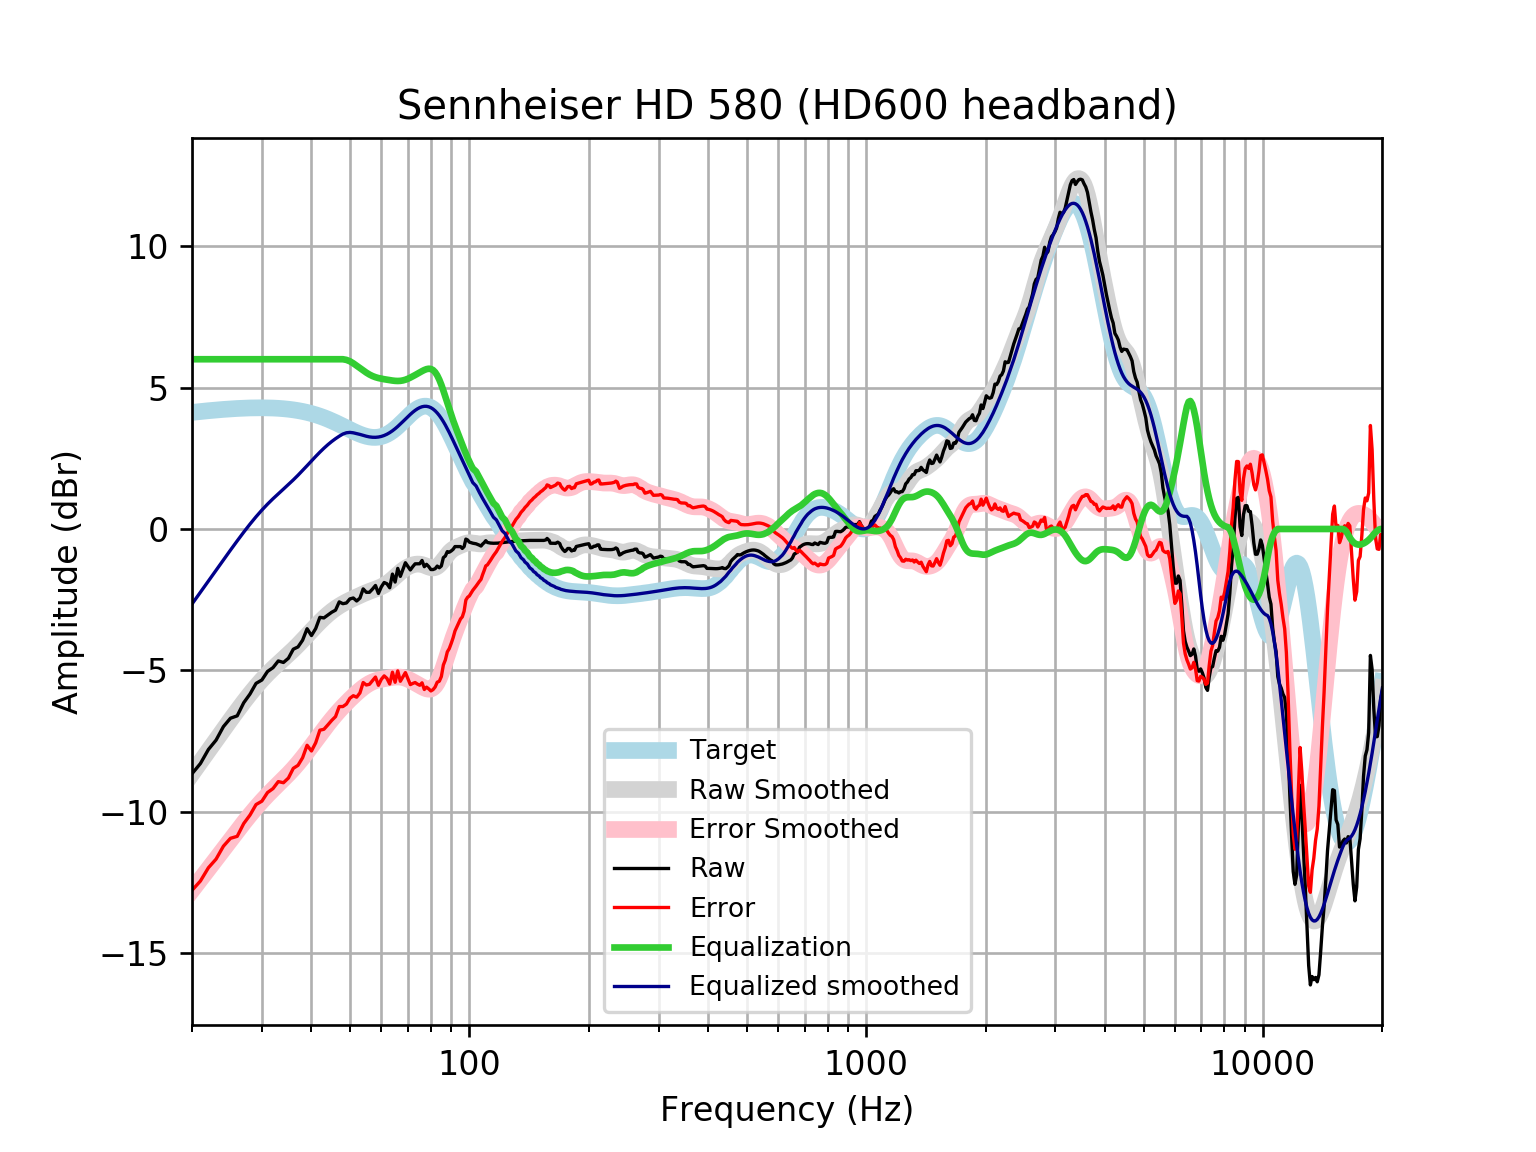 Sennheiser HD 580 (HD600 headband)
10
5
0
−5
−10
−15
Amplitude (dBr)
Target
Raw Smoothed
Error Smoothed
Raw
Error
Equalization
Equalized smoothed
100
1000
10000
Frequency (Hz)